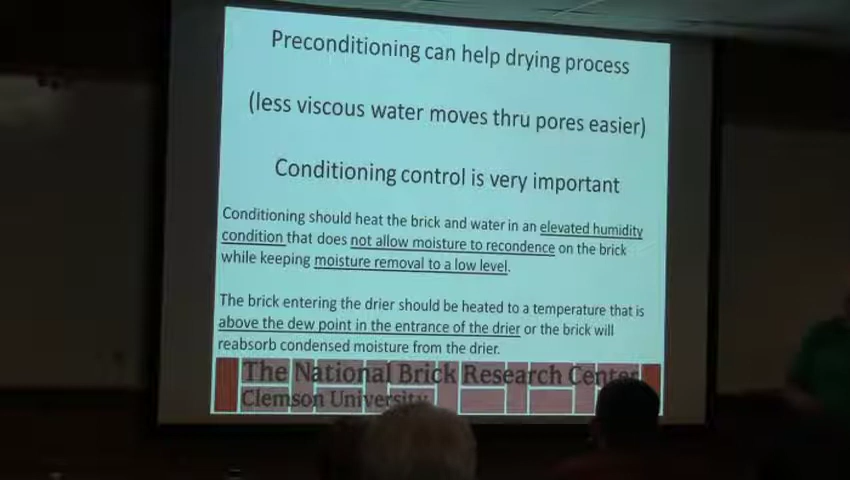 Preconditioning can help drying process
(less viscous water moves thru pores easier)
Conditioning control is very important
Conditioning should heat the brick and water in an elevated humidity
condition that does not allow moisture to recondence on the brick
while keeping moisture removal to a low level.
The brick entering the drier should be heated to a temperature that is
above the dew point in the entrance of the drier or the brick will
reabsorb condensed moisture from the drier.
The National Brick Research Center
Clemson University